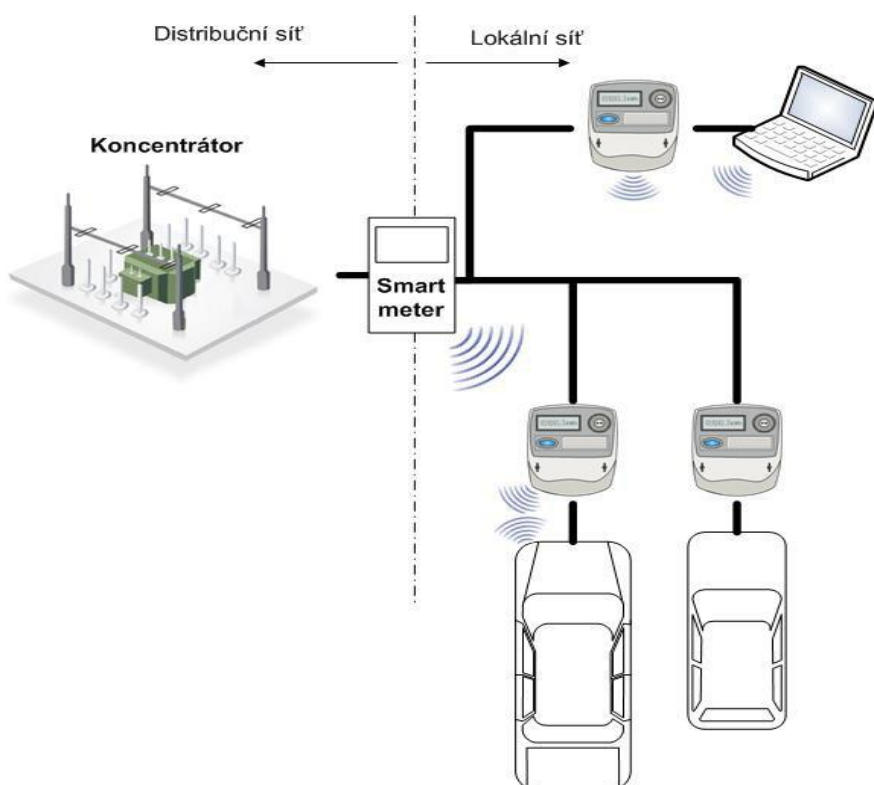 Distribuční síť
Lokální síť
Koncentrátor
Smart
meter